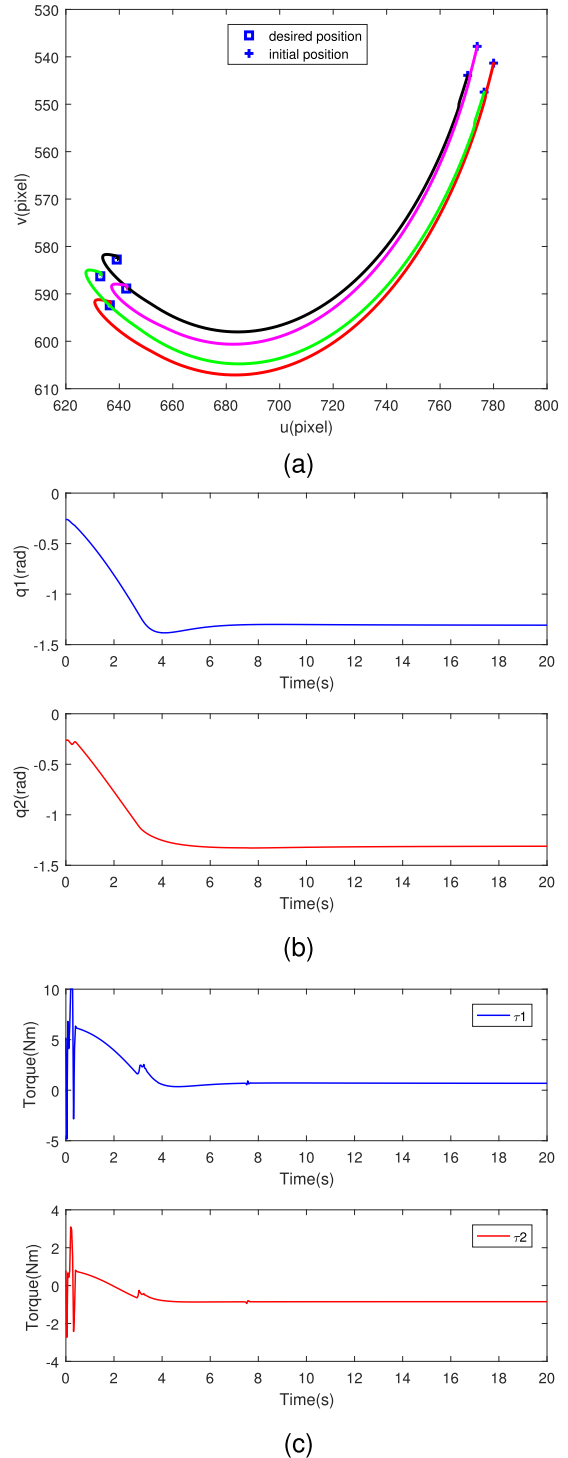 530
540
550
560
570
580
590
600
610
v(pixel)
desired position
initial position
620 640 660 680 700 720 740 760 780 800
u(pixel)
(a)
0
-0.5
-1
-1.5
q1(rad)
0 2 4 6 8 10 12 14 16 18 20
Time(s)
0
-0.5
-1
-1.5
q2(rad)
0 2 4 6 8 10 12 14 16 18 20
Time(s)
(b)
10
5
0
-5
Torque(Nm)
τ1
0 2 4 6 8 10 12 14 16 18 20
Time(s)
4
2
0
-2
-4
Torque(Nm)
τ2
0 2 4 6 8 10 12 14 16 18 20
Time(s)
(c)